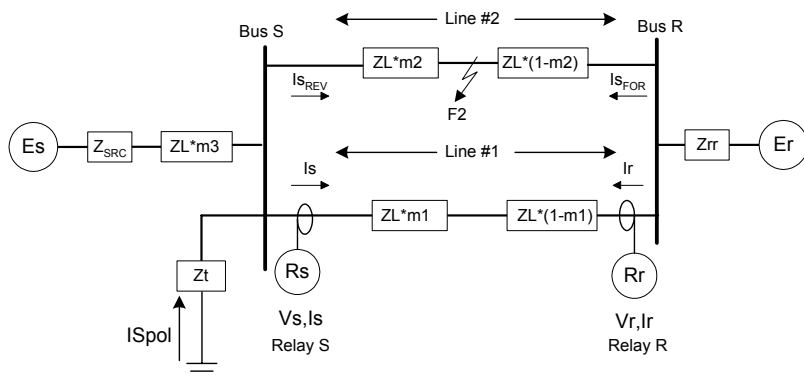 Line #2
Bus S
Bus R
ZL*m2
ZL*(1-m2)
IsREV
IsFOR
F2
Es
ZSRC
ZL*m3
Line #1
Zrr
Er
Is
Ir
ZL*m1
ZL*(1-m1)
Zt
Rs
Rr
ISpol
Vs,Is
Vr,Ir
Relay S
Relay R